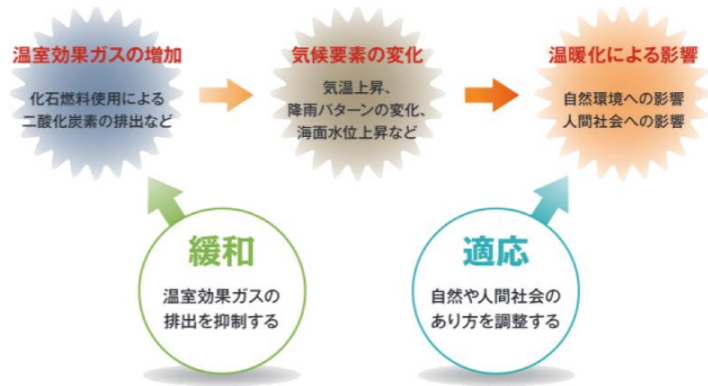 温室効果ガスの増加
化石燃料使用による
二酸化炭素の排出など
気候要素の変化
気温上昇、
降雨パターンの変化、
海面水位上昇など
温暖化による影響
自然環境への影響
人間社会への影響
緩和
温室効果ガスの
排出を抑制する
適応
自然や人間社会の
あり方を調整する